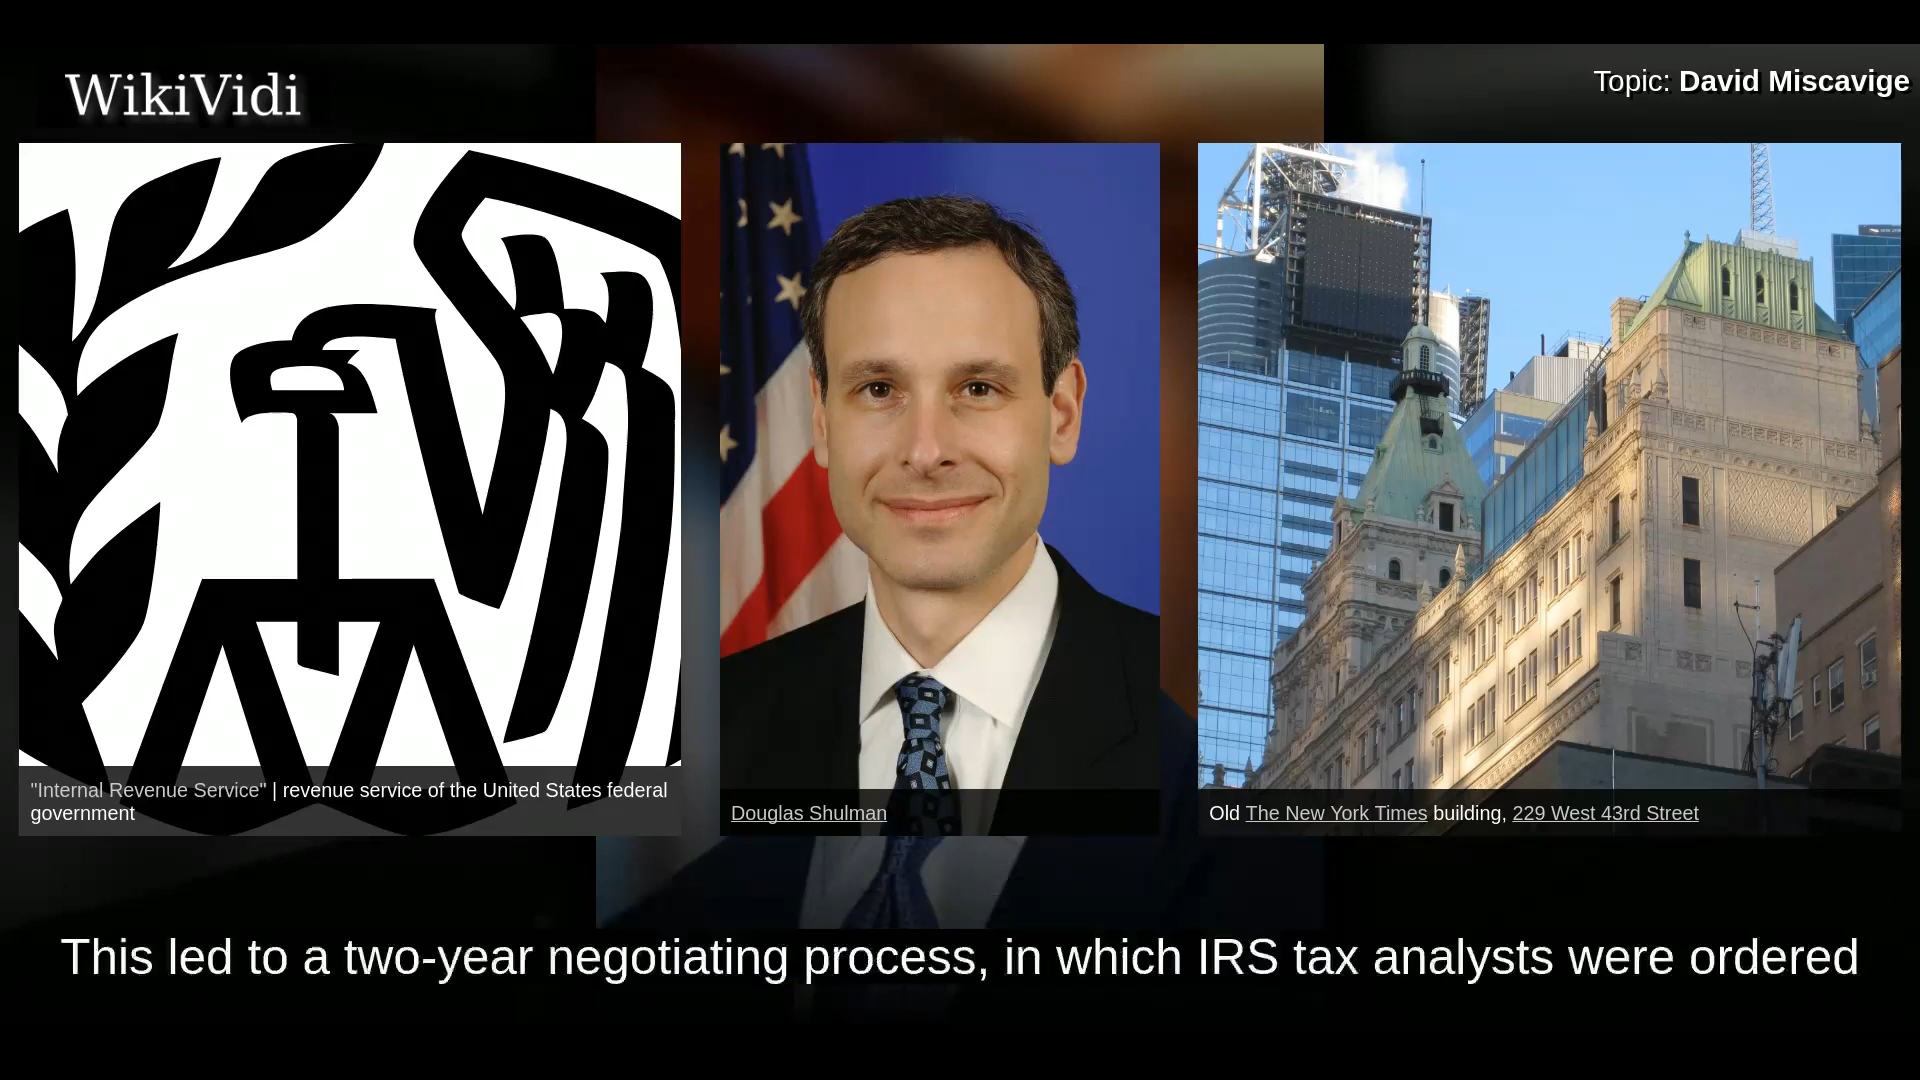 WikiVidi
Topic: David Miscavige
"Internal Revenue Service" | revenue service of the United States federal
government
Douglas Shulman
Old The New York Times building, 229 West 43rd Street
This led to a two-year negotiating process, in which IRS tax analysts were ordered